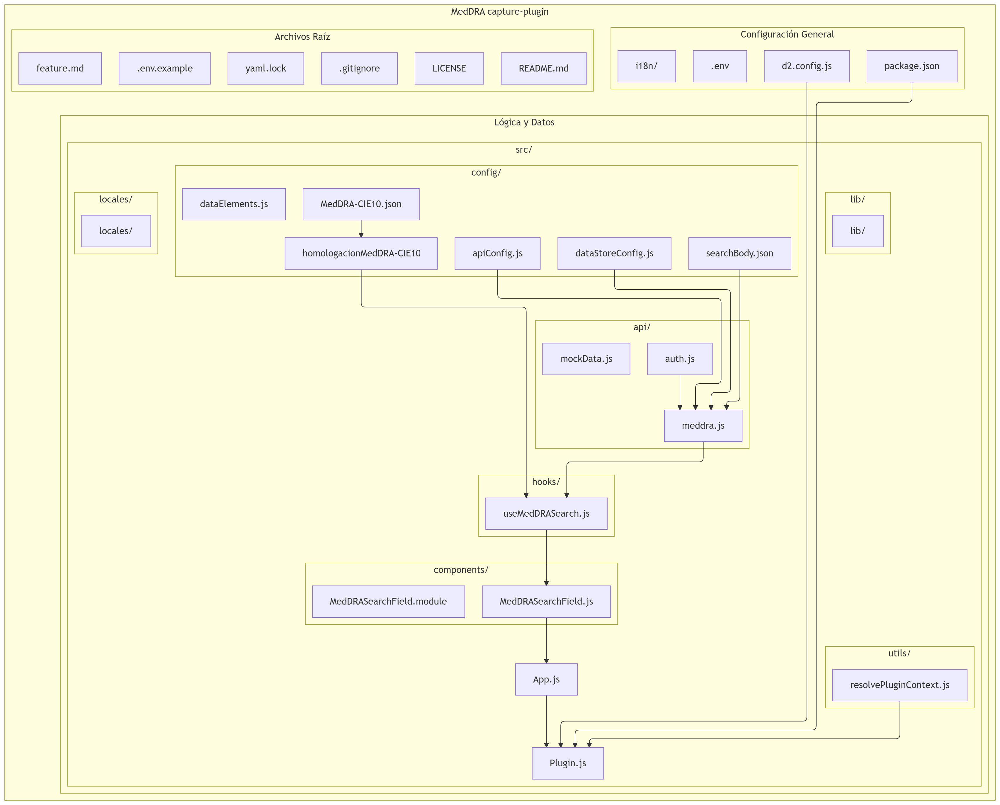 MedDRA capture-plugin
Archivos Raíz
feature.md
.env.example
yaml.lock
.gitignore
LICENSE
README.md
Configuración General
i18n/
.env
d2.config.js
package.json
Lógica y Datos
src/
config/
dataElements.js
MedDRA-CIE10.json
homologacionMedDRA-CIE10
apiConfig.js
dataStoreConfig.js
searchBody.json
locales/
locales/
lib/
lib/
api/
mockData.js
auth.js
meddra.js
hooks/
useMedDRASearch.js
components/
MedDRASearchField.module
MedDRASearchField.js
App.js
utils/
resolvePluginContext.js
Plugin.js